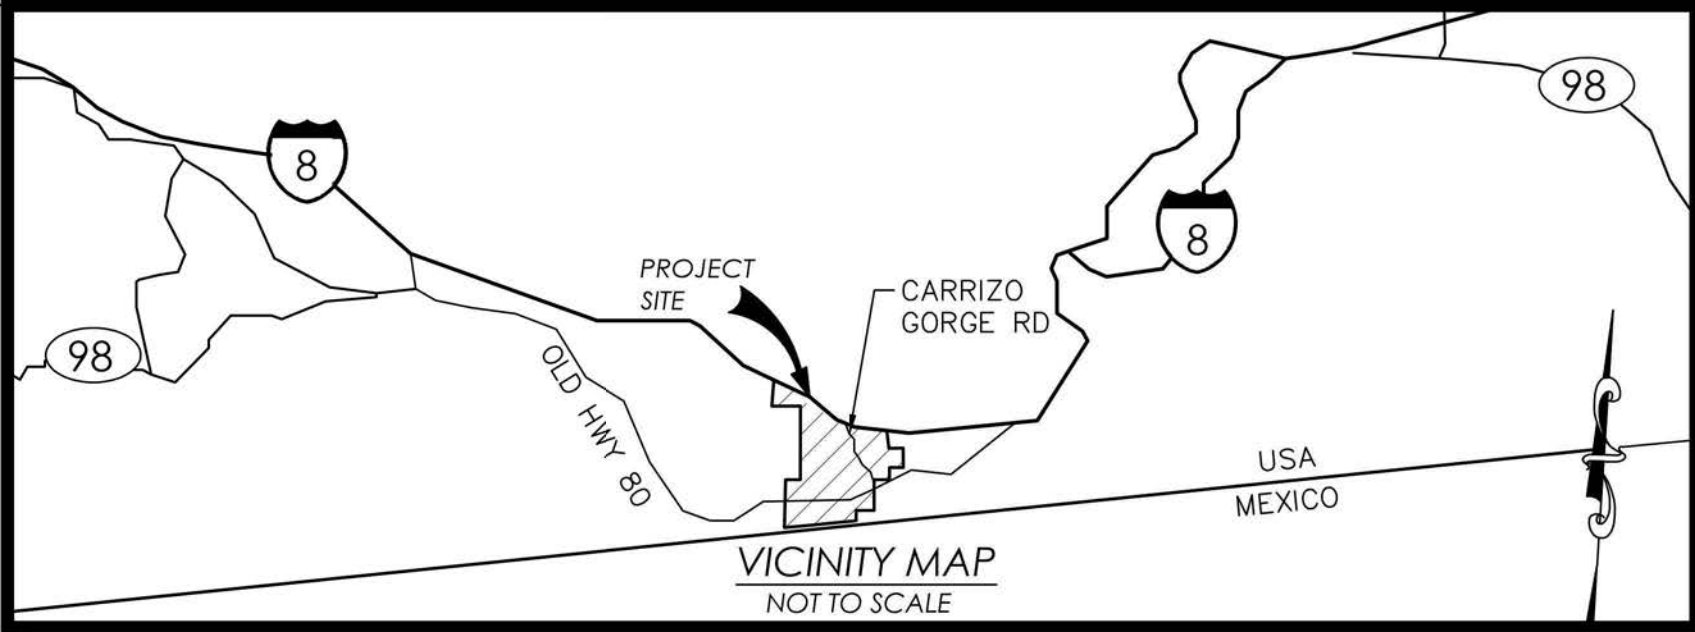 98
8
8
PROJECT
SITE
CARRIZO
GORGE RD
98
OLD HWY 80
USA
MEXICO
VICINITY MAP
NOT TO SCALE